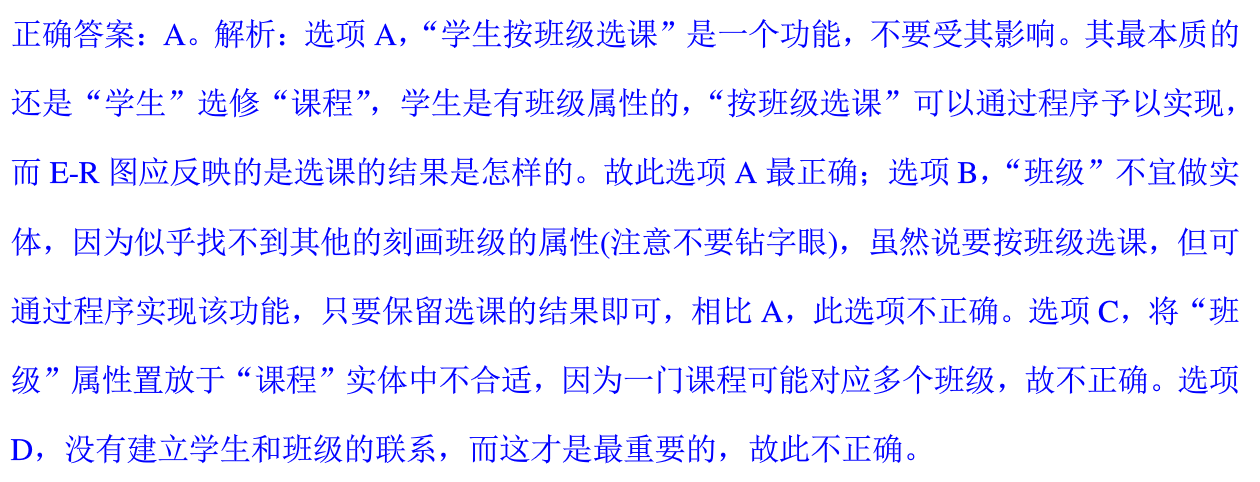 正确答案：A。解析：选项 A，“学生按班级选课”是一个功能，不要受其影响。其最本质的
还是“学生”选修“课程”，学生是有班级属性的，“按班级选课”可以通过程序予以实现，
而 E-R 图应反映的是选课的结果是怎样的。故此选项 A 最正确；选项 B，“班级”不宜做实
体，因为似乎找不到其他的刻画班级的属性(注意不要钻字眼)，虽然说要按班级选课，但可
通过程序实现该功能，只要保留选课的结果即可，相比 A，此选项不正确。选项 C，将“班
级”属性置放于“课程”实体中不合适，因为一门课程可能对应多个班级，故不正确。选项
D，没有建立学生和班级的联系，而这才是最重要的，故此不正确。